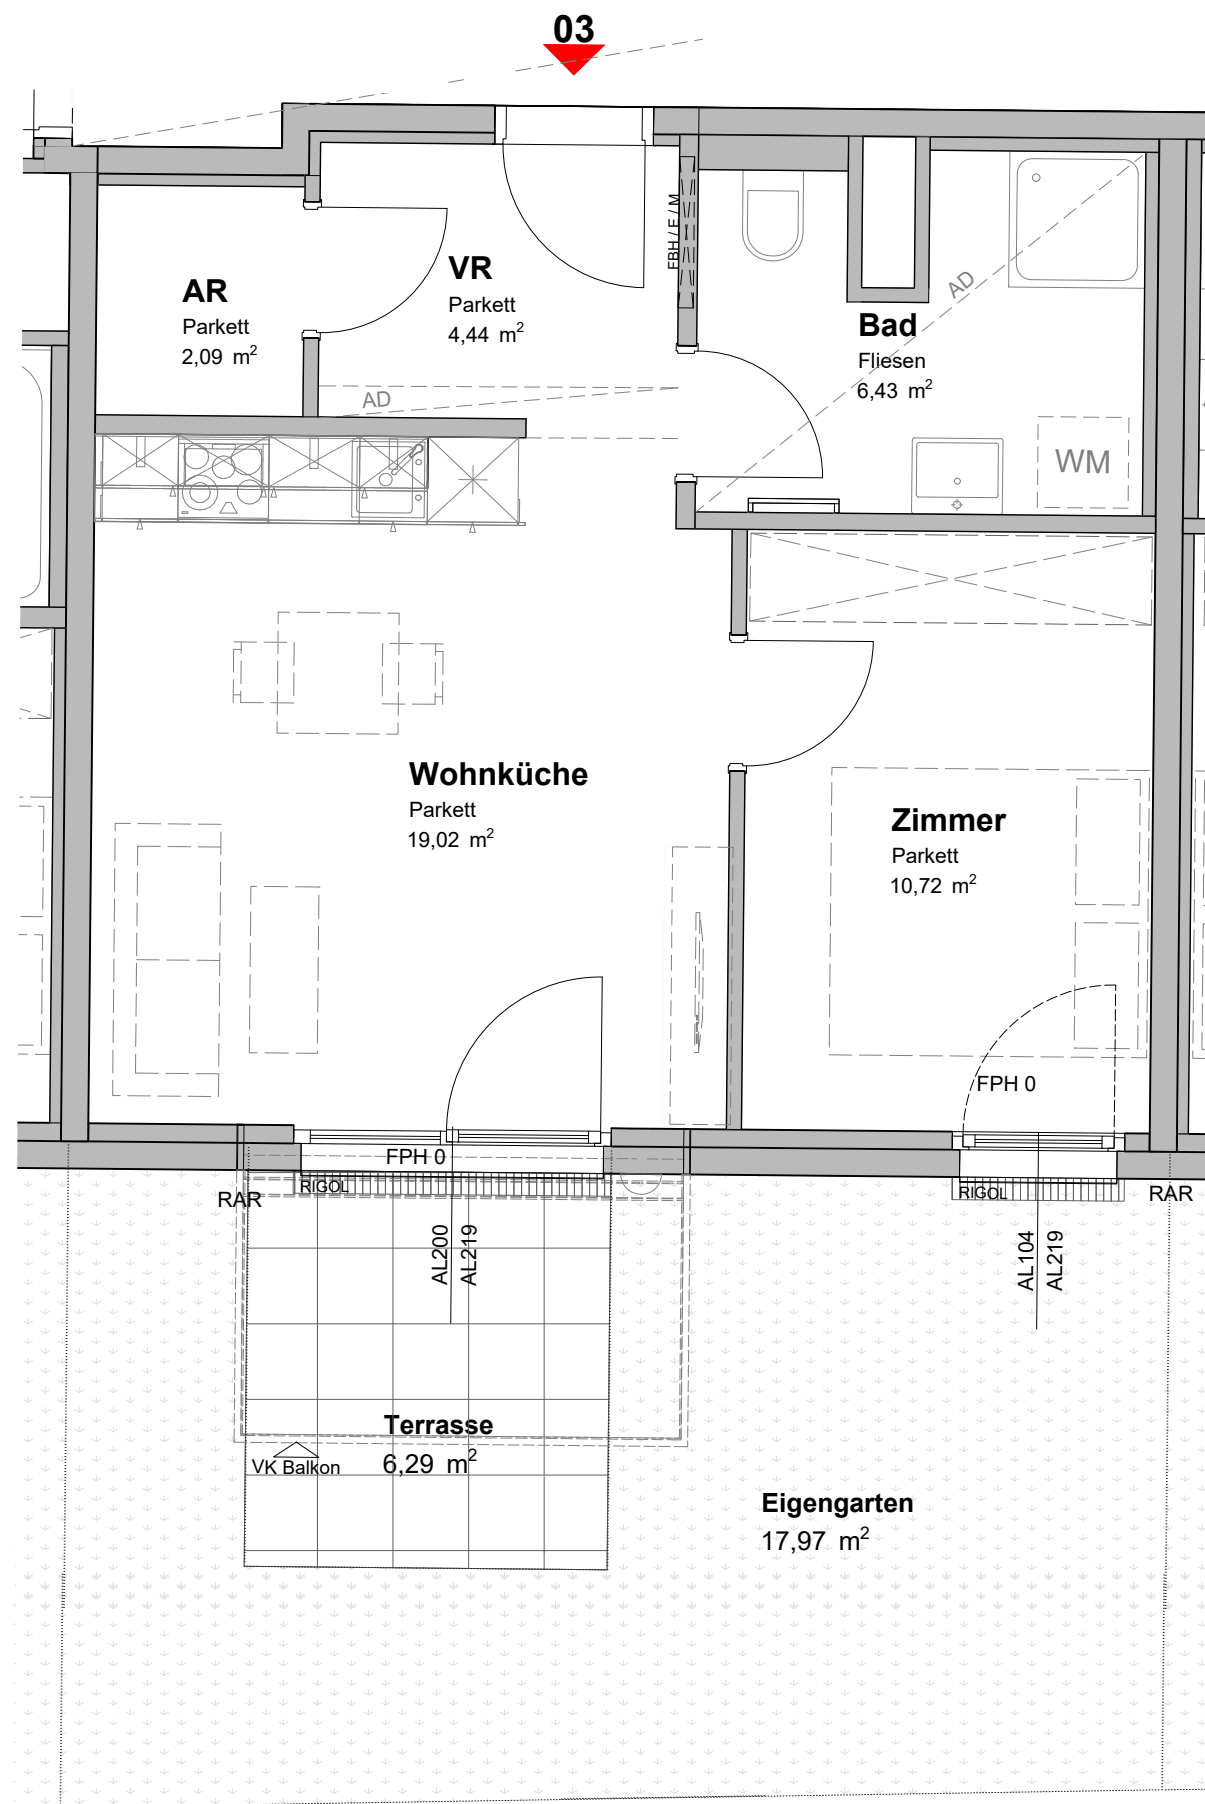 03
AR
Parkett
2,09 m²
VR
Parkett
4,44 m²
FBH / E / M
AD
Bad
Fliesen
6,43 m²
AD
WM
Wohnküche
Parkett
19,02 m²
Zimmer
Parkett
10,72 m²
FPH 0
FPH 0
RIGOL
RAR
RIGOL
RAR
AL200
AL219
AL104
AL219
Terrasse
6,29 m²
VK Balkon
Eigengarten
17,97 m²